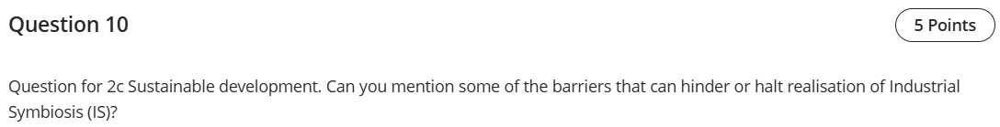 Question 10
5 Points
Question for 2c Sustainable development. Can you mention some of the barriers that can hinder or halt realisation of Industrial
Symbiosis (IS)?